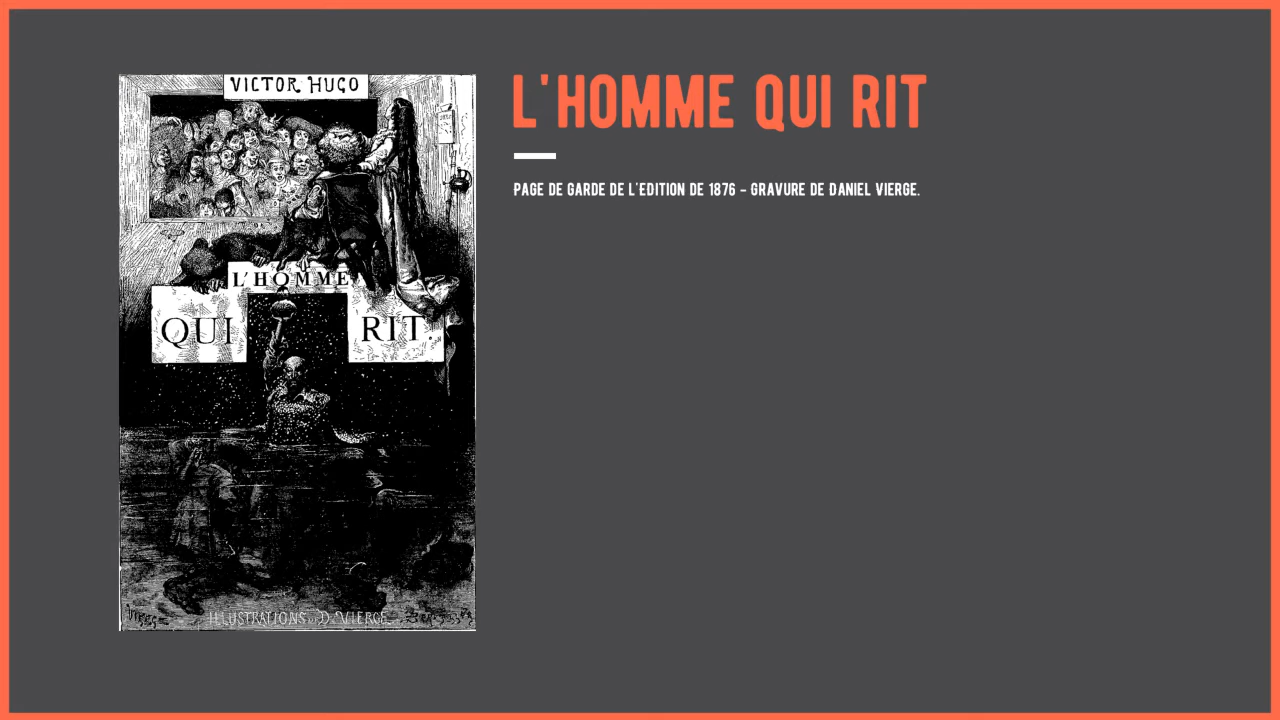 VICTOR HUGO
L'HOMME
QUI RIT.
ILLUSTRATIONS D. VIERGE
L'HOMME QUI RIT
PAGE DE GARDE DE L'EDITION DE 1876 - GRAVURE DE DANIEL VIERGE.